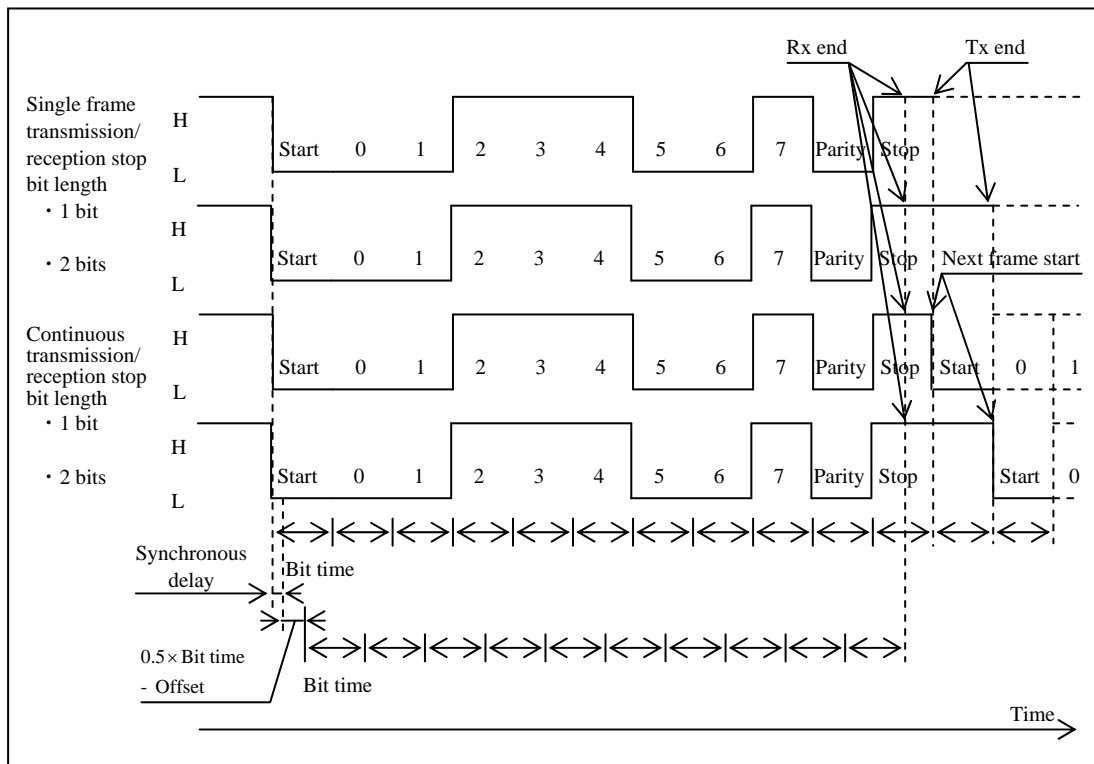 Rx end Tx end
Single frame
transmission/
reception stop
bit length
・1 bit
・2 bits
H
L
Start 0 1 2 3 4 5 6 7 Parity Stop
H
L
Start 0 1 2 3 4 5 6 7 Parity Stop
Next frame start
Continuous
transmission/
reception stop
bit length
・1 bit
・2 bits
H
L
Start 0 1 2 3 4 5 6 7 Parity Stop Start 0 1
H
L
Start 0 1 2 3 4 5 6 7 Parity Stop Start 0
Synchronous
delay
Bit time
0.5×Bit time
- Offset
Bit time
Time